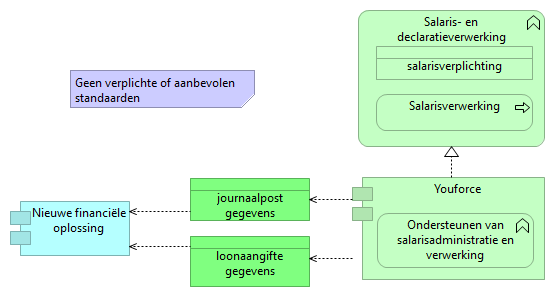 Salaris- en
declaratieverwerking
salarisverplichting
Salarisverwerking
Geen verplichte of aanbevolen
standaarden
Youforce
Ondersteunen van
salarisadministratie en
verwerking
journaalpost
gegevens
loonaangifte
gegevens
Nieuwe financiële
oplossing